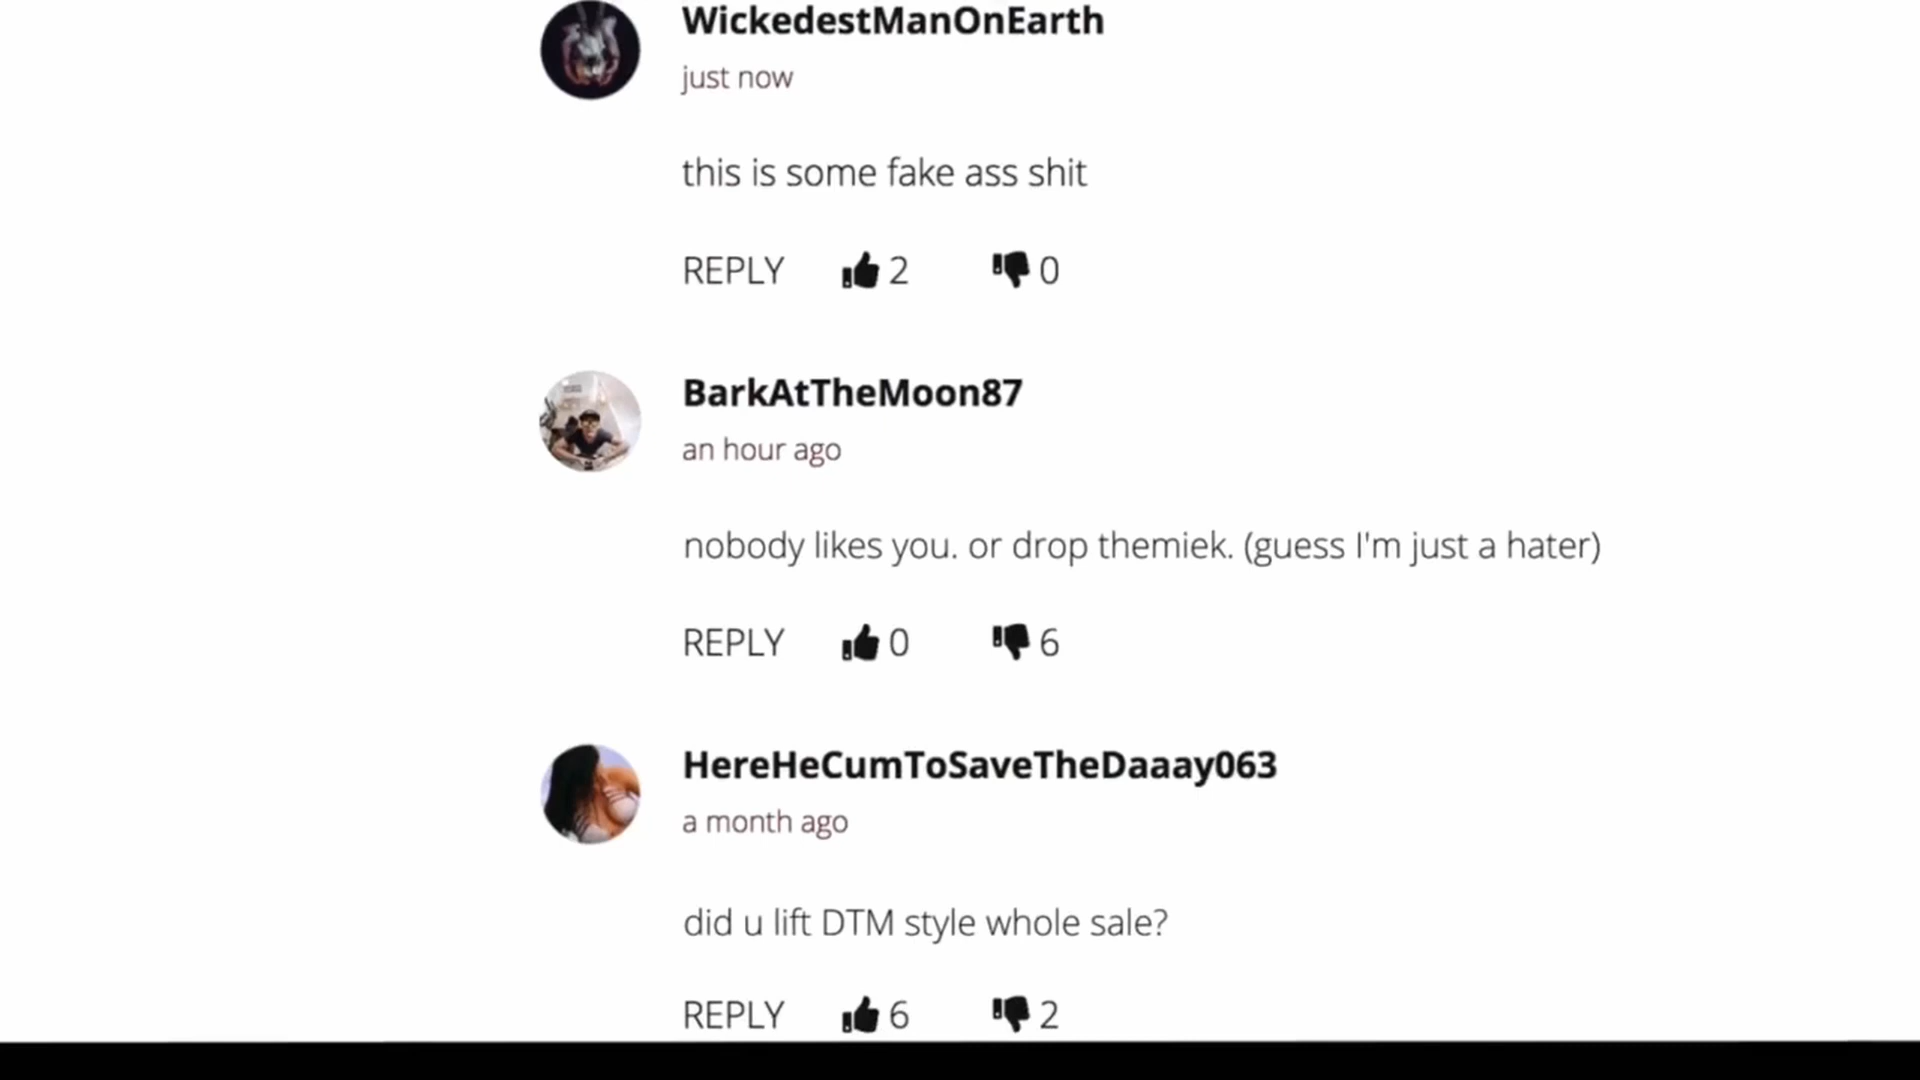 WickedestManOnEarth
just now
this is some fake ass shit
REPLY 2 0
BarkAtTheMoon87
an hour ago
nobody likes you. or drop themiek. (guess I'm just a hater)
REPLY 0 6
HereHeCumToSaveTheDaaay063
a month ago
did u lift DTM style whole sale?
REPLY 6 2